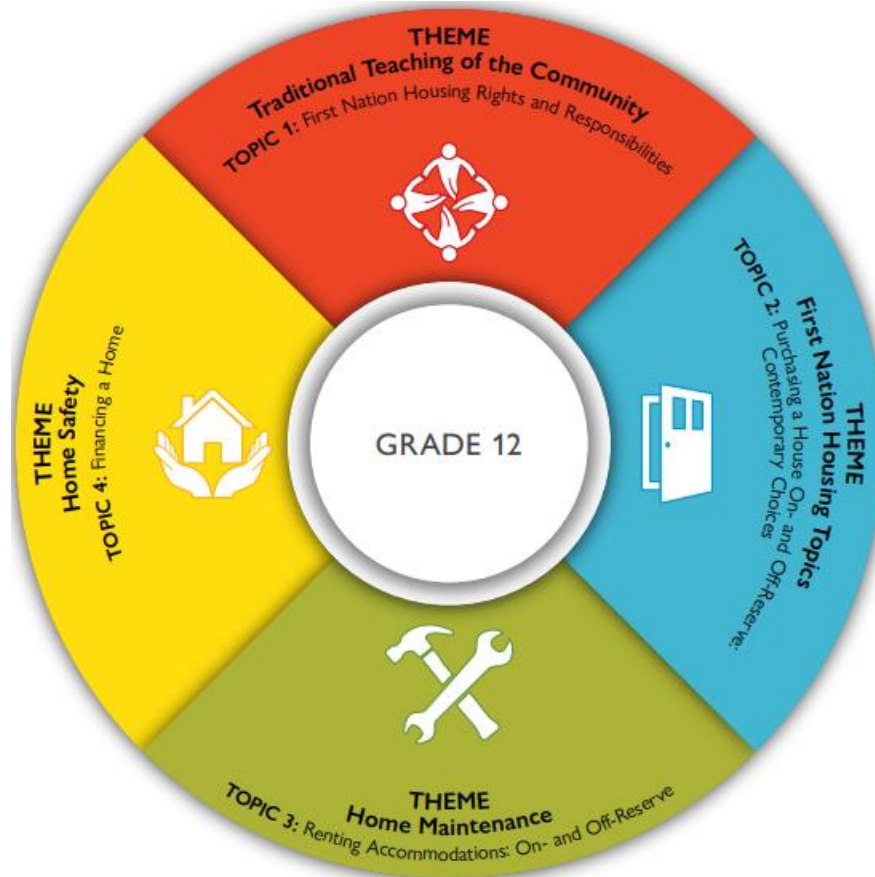 THEME
Traditional Teaching of the Community
TOPIC 1: First Nation Housing Rights and Responsibilities
THEME
First Nation Housing Topics
TOPIC 2: Purchasing a House On- and Off-Reserve:
Contemporary Choices
GRADE 12
THEME
Home Maintenance
TOPIC 3: Renting Accommodations: On- and Off-Reserve
THEME
Home Safety
TOPIC 4: Financing a Home